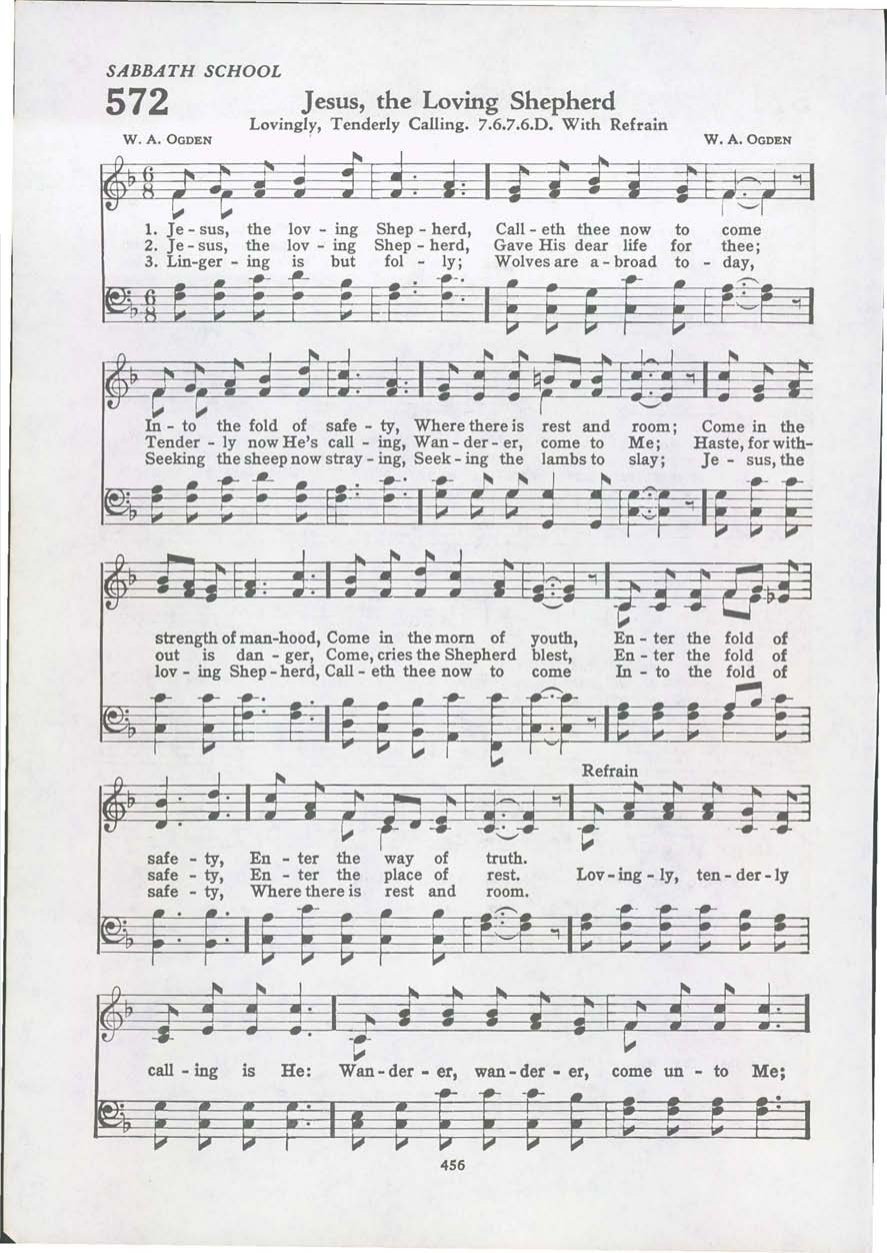 SABBATH SCHOOL
572
Jesus, the Loving Shepherd
Lovingly, Tenderly Calling. 7.6.7.6.D. With Refrain
W. A. OGDEN
W. A. OGDEN
6
8
1. Je - sus, the lov - ing Shep - herd, Call - eth thee now to come
2. Je - sus, the lov - ing Shep - herd, Gave His dear life for thee;
3. Lin-ger - ing is but fol - ly; Wolves are a - broad to - day,
6
8
In - to the fold of safe - ty, Where there is rest and room; Come in the
Tender - ly now He's call - ing, Wan - der - er, come to Me; Haste, for with-
Seeking the sheep now stray - ing, Seek - ing the lambs to slay; Je - sus, the
strength of man-hood, Come in the morn of youth, En - ter the fold of
out is dan - ger, Come, cries the Shepherd blest, En - ter the fold of
lov - ing Shep - herd, Call - eth thee now to come In - to the fold of
Refrain
safe - ty, En - ter the way of truth.
safe - ty, En - ter the place of rest. Lov - ing - ly, ten - der - ly
safe - ty, Where there is rest and room.
call - ing is He: Wan - der - er, wan - der - er, come un - to Me;
456